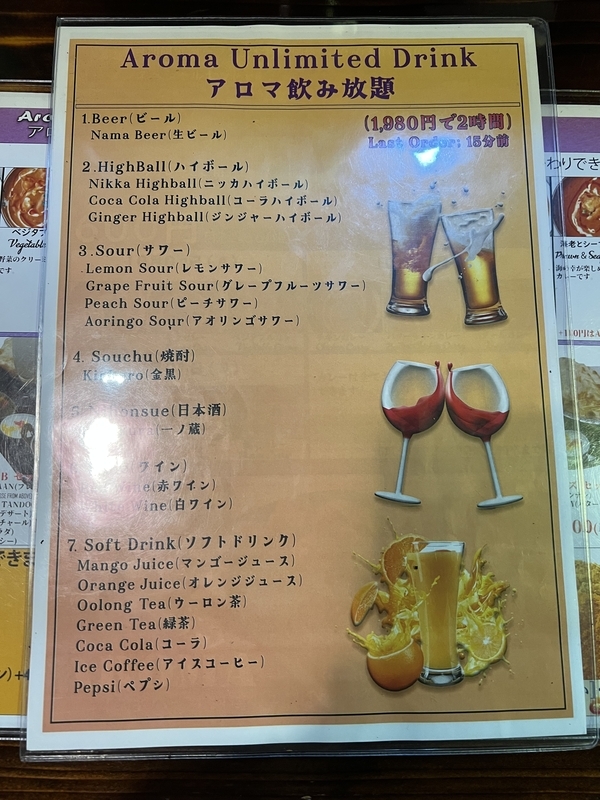 Aroma Unlimited Drink
アロマ飲み放題
(1,980円で2時間)
Last Order: 15分前
1.Beer(ビール)
Nama Beer(生ビール)
2.HighBall(ハイボール)
Nikka Highball(ニッカハイボール)
Coca Cola Highball(コーラハイボール)
Ginger Highball(ジンジャーハイボール)
3.Sour(サワー)
Lemon Sour(レモンサワー)
Grape Fruit Sour(グレープフルーツサワー)
Peach Sour(ピーチサワー)
Aoringo Sour(アオリンゴサワー)
4. Souchu(焼酎)
(金黒)
(日本酒)
(一ノ蔵)
ワイン)
(赤ワイン)
Wine(白ワイン)
7. Soft Drink(ソフトドリンク)
Mango Juice(マンゴージュース)
Orange Juice(オレンジジュース)
Oolong Tea(ウーロン茶)
Green Tea(緑茶)
Coca Cola(コーラ)
Ice Coffee(アイスコーヒー)
Pepsi(ペプシ)